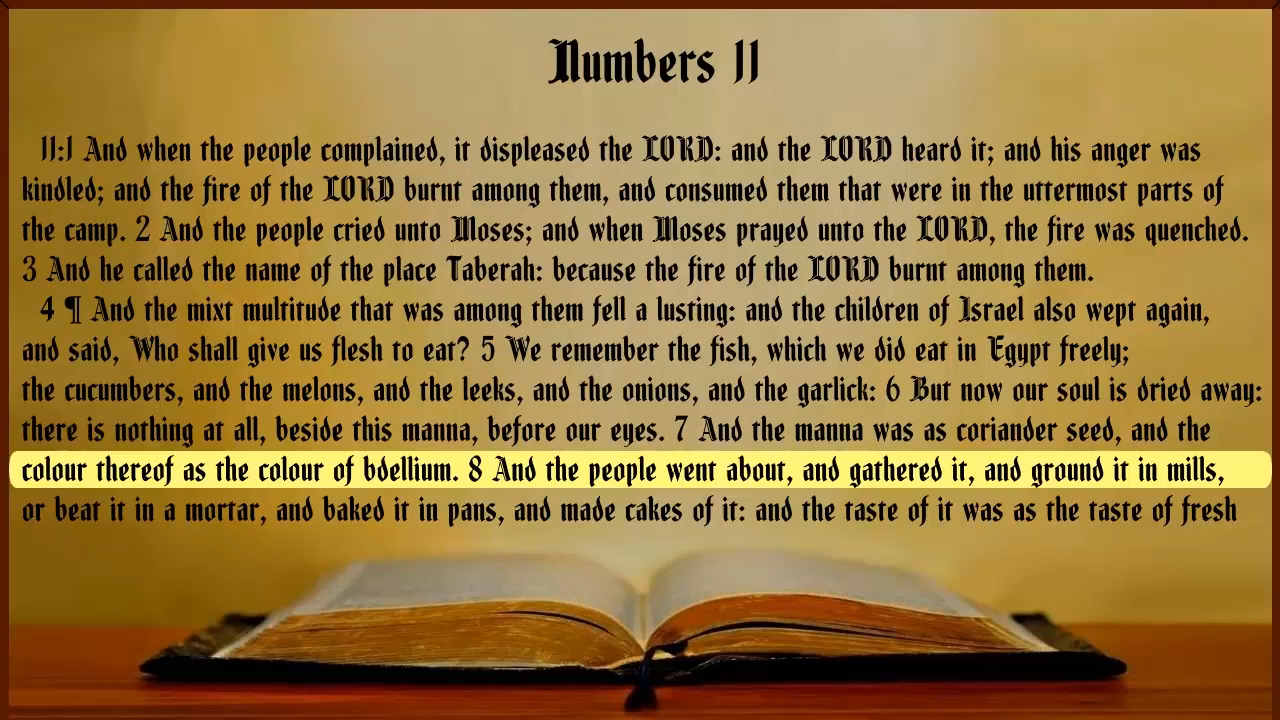 Numbers 11
11:1 And when the people complained, it displeased the LORD: and the LORD heard it; and his anger was
kindled; and the fire of the LORD burnt among them, and consumed them that were in the uttermost parts of
the camp. 2 And the people cried unto Moses; and when Moses prayed unto the LORD, the fire was quenched.
3 And he called the name of the place Taberah: because the fire of the LORD burnt among them.
4 ¶ And the mixt multitude that was among them fell a lusting: and the children of Israel also wept again,
and said, Who shall give us flesh to eat? 5 We remember the fish, which we did eat in Egypt freely;
the cucumbers, and the melons, and the leeks, and the onions, and the garlick: 6 But now our soul is dried away:
there is nothing at all, beside this manna, before our eyes. 7 And the manna was as coriander seed, and the
colour thereof as the colour of bdellium. 8 And the people went about, and gathered it, and ground it in mills,
or beat it in a mortar, and baked it in pans, and made cakes of it: and the taste of it was as the taste of fresh